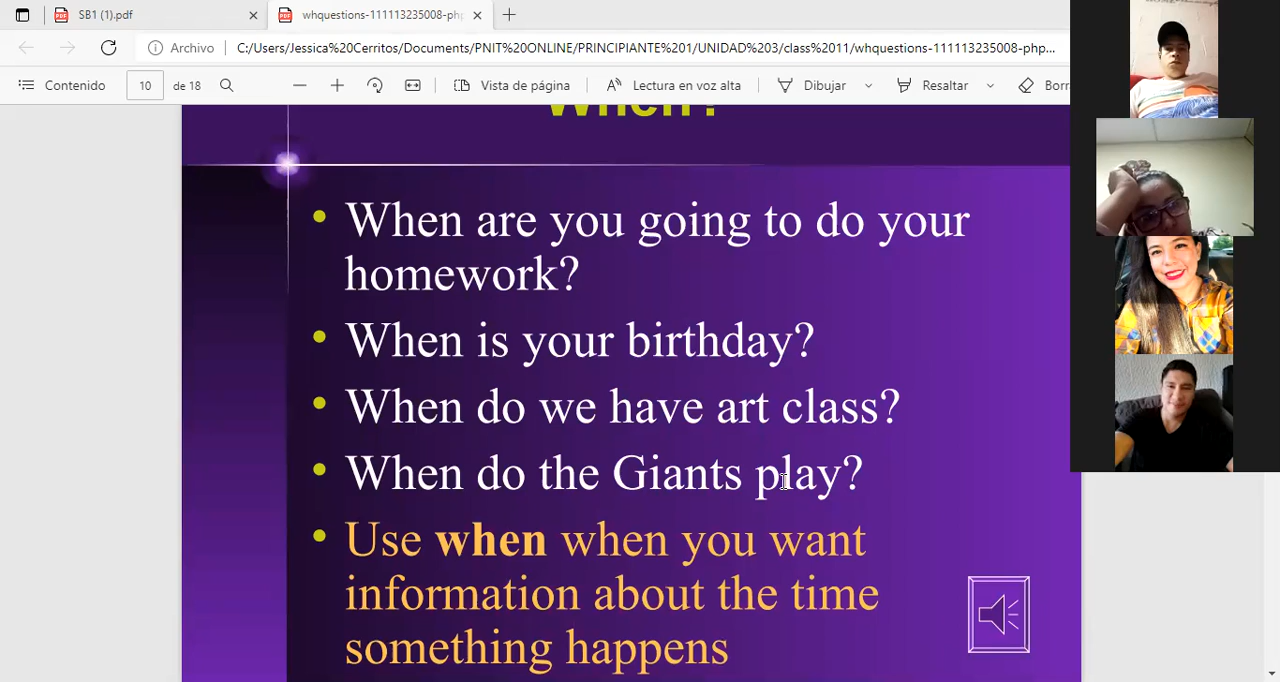 SB1 (1).pdf
whquestions-111113235008-php
Archivo
C:/Users/Jessica%20Cerritos/Documents/PNIT%20ONLINE/PRINCIPIANTE%201/UNIDAD%203/class%2011/whquestions-111113235008-php...
Contenido
10
de 18
Vista de página
Lectura en voz alta
Dibujar
Resaltar
Borr
When?
• When are you going to do your
homework?
• When is your birthday?
• When do we have art class?
• When do the Giants play?
• Use when when you want
information about the time
something happens